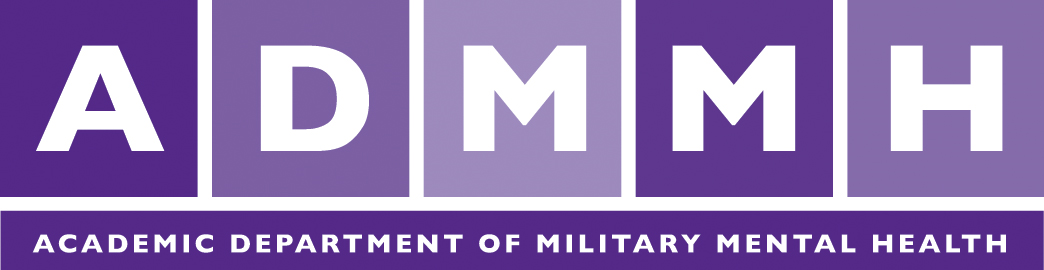 ADMMH
ACADEMIC DEPARTMENT OF MILITARY MENTAL HEALTH